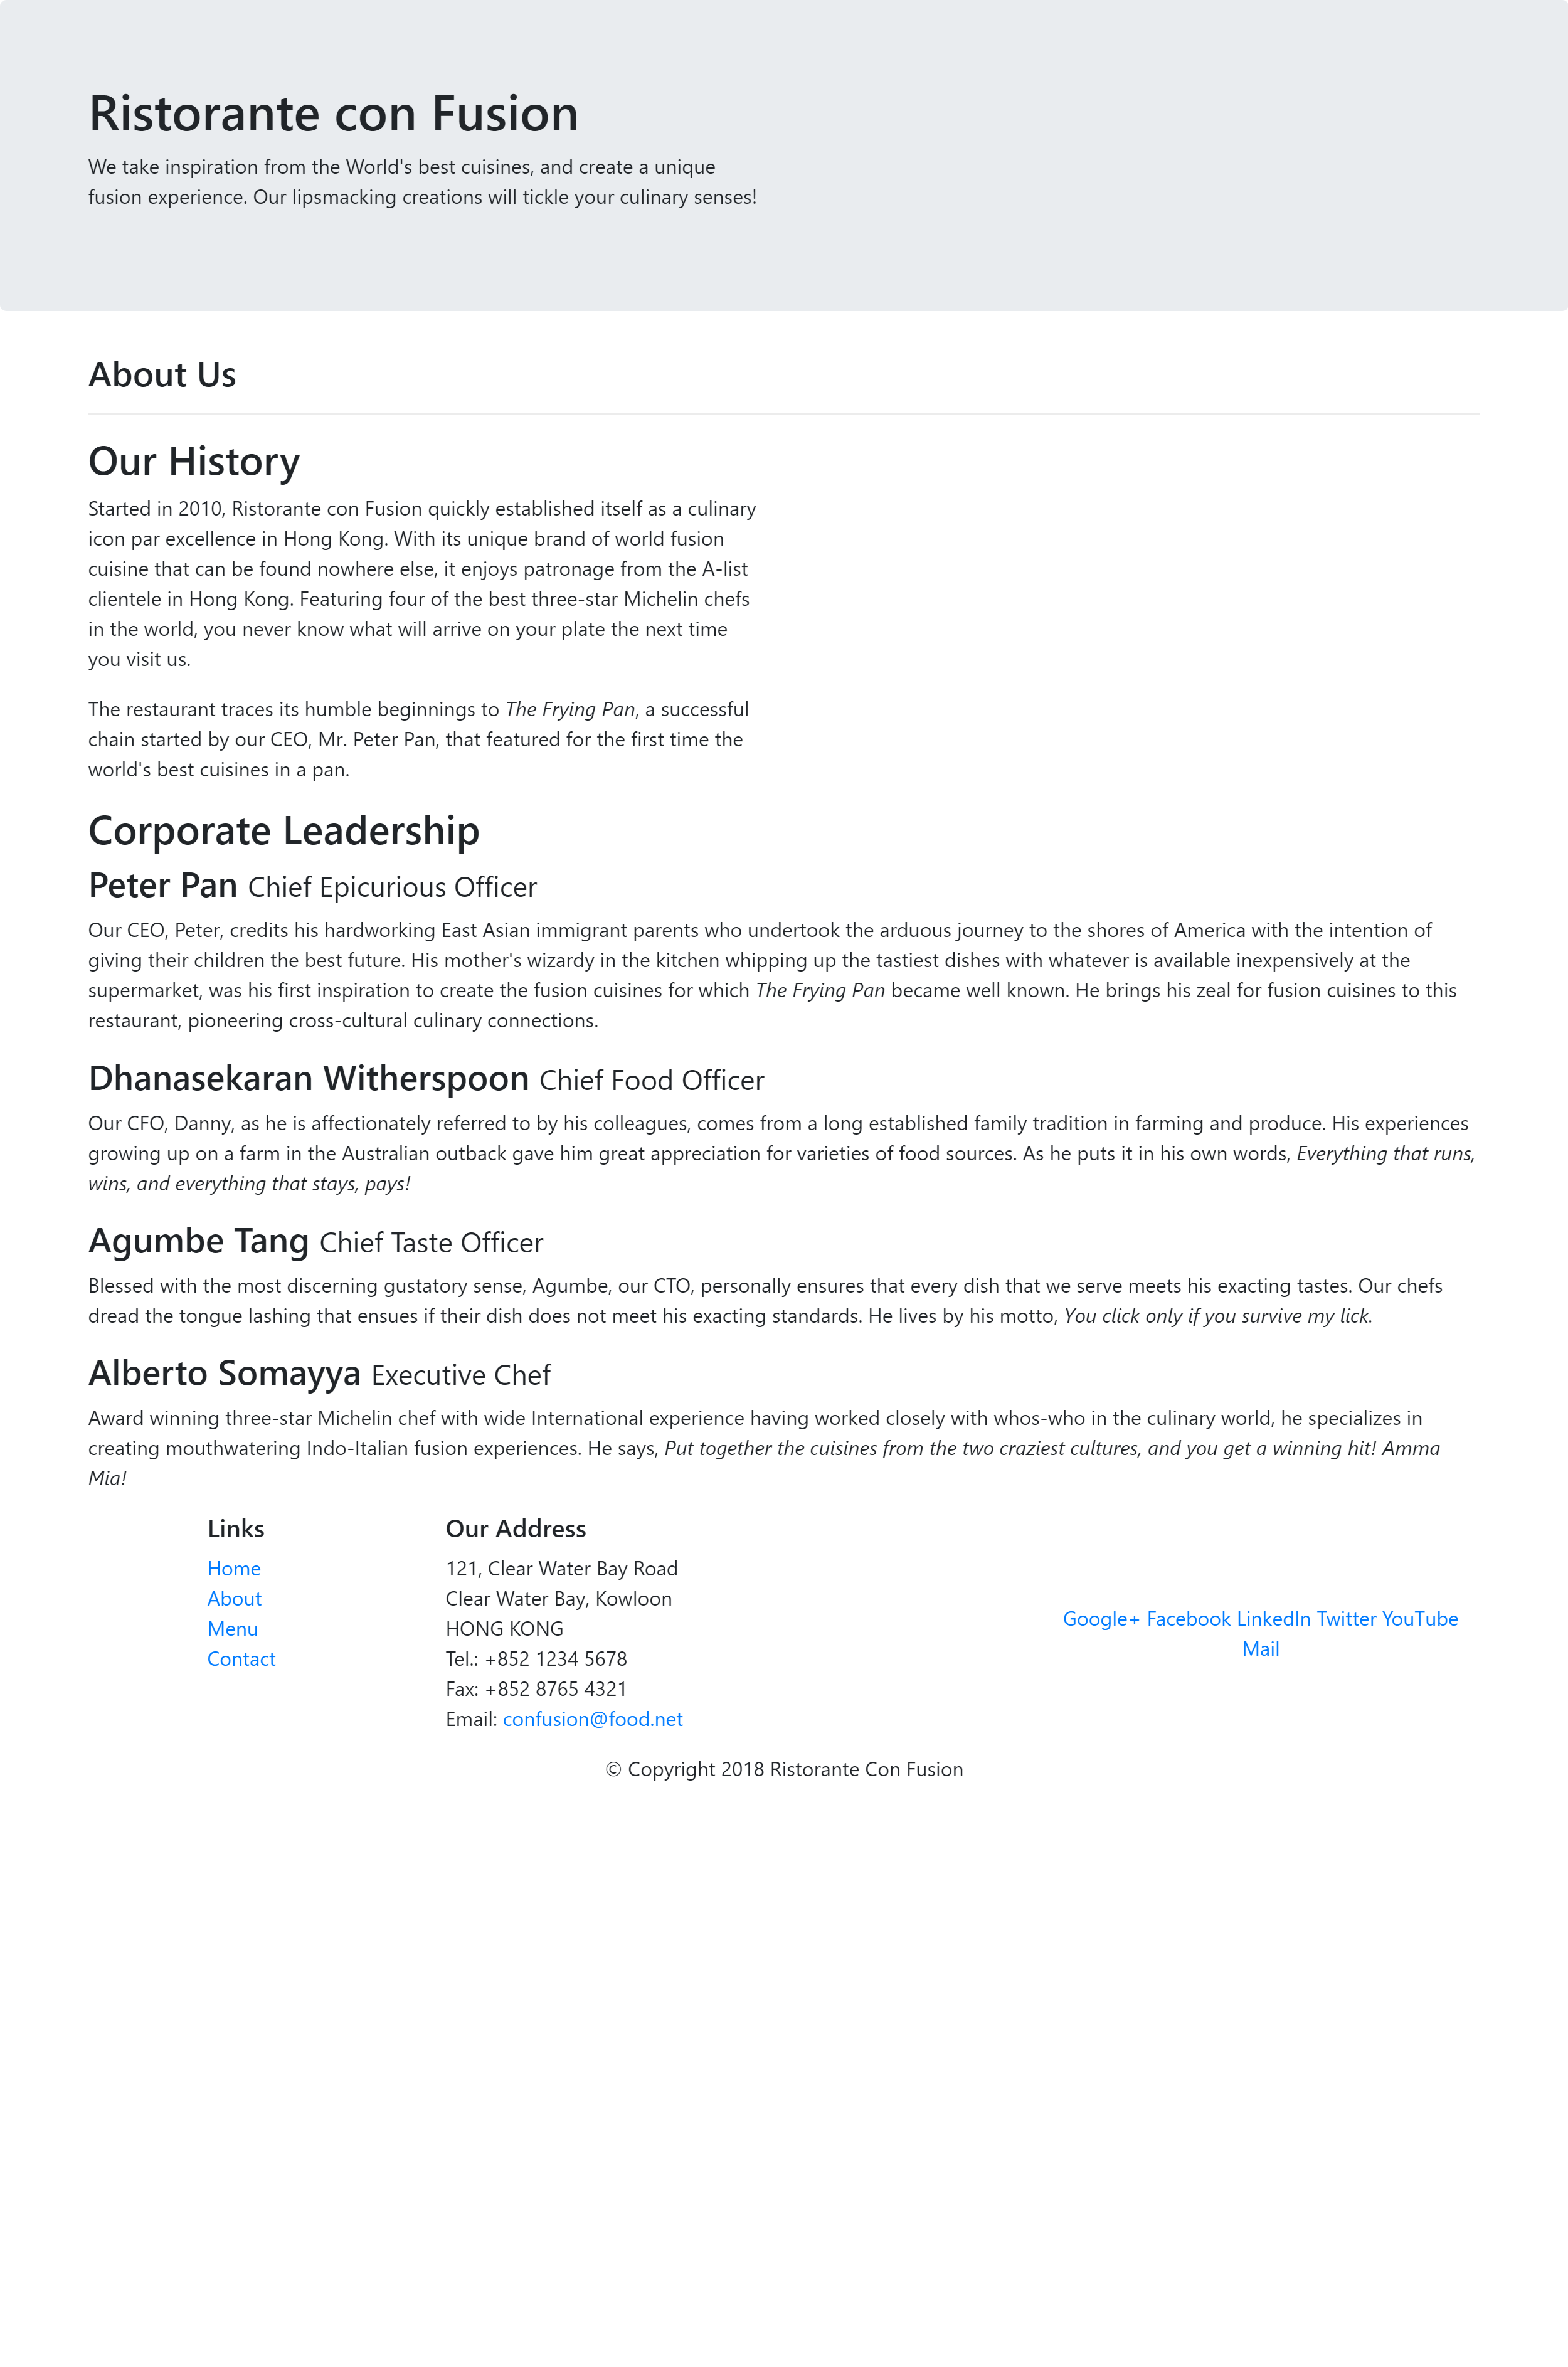 Ristorante con Fusion
We take inspiration from the World's best cuisines, and create a unique
fusion experience. Our lipsmacking creations will tickle your culinary senses!
About Us
Our History
Started in 2010, Ristorante con Fusion quickly established itself as a culinary
icon par excellence in Hong Kong. With its unique brand of world fusion
cuisine that can be found nowhere else, it enjoys patronage from the A-list
clientele in Hong Kong. Featuring four of the best three-star Michelin chefs
in the world, you never know what will arrive on your plate the next time
you visit us.
The restaurant traces its humble beginnings to The Frying Pan, a successful
chain started by our CEO, Mr. Peter Pan, that featured for the first time the
world's best cuisines in a pan.
Corporate Leadership
Peter Pan Chief Epicurious Officer
Our CEO, Peter, credits his hardworking East Asian immigrant parents who undertook the arduous journey to the shores of America with the intention of
giving their children the best future. His mother's wizardy in the kitchen whipping up the tastiest dishes with whatever is available inexpensively at the
supermarket, was his first inspiration to create the fusion cuisines for which The Frying Pan became well known. He brings his zeal for fusion cuisines to this
restaurant, pioneering cross-cultural culinary connections.
Dhanasekaran Witherspoon Chief Food Officer
Our CFO, Danny, as he is affectionately referred to by his colleagues, comes from a long established family tradition in farming and produce. His experiences
growing up on a farm in the Australian outback gave him great appreciation for varieties of food sources. As he puts it in his own words, Everything that runs,
wins, and everything that stays, pays!
Agumbe Tang Chief Taste Officer
Blessed with the most discerning gustatory sense, Agumbe, our CTO, personally ensures that every dish that we serve meets his exacting tastes. Our chefs
dread the tongue lashing that ensues if their dish does not meet his exacting standards. He lives by his motto, You click only if you survive my lick.
Alberto Somayya Executive Chef
Award winning three-star Michelin chef with wide International experience having worked closely with whos-who in the culinary world, he specializes in
creating mouthwatering Indo-Italian fusion experiences. He says, Put together the cuisines from the two craziest cultures, and you get a winning hit! Amma
Mia!
Links
Home
About
Menu
Contact
Our Address
121, Clear Water Bay Road
Clear Water Bay, Kowloon
HONG KONG
Tel.: +852 1234 5678
Fax: +852 8765 4321
Email: confusion@food.net
Google+ Facebook LinkedIn Twitter YouTube
Mail
© Copyright 2018 Ristorante Con Fusion